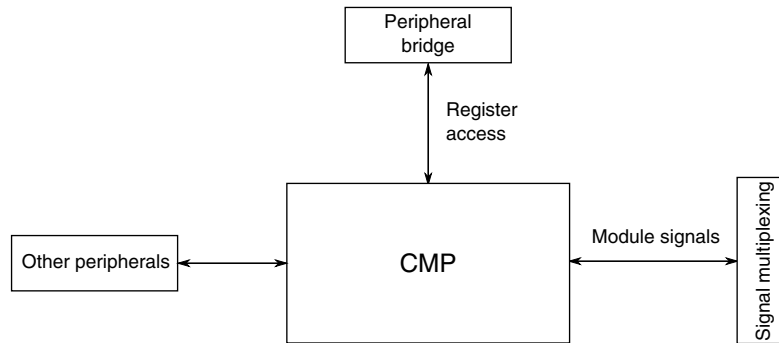 Peripheral
bridge
Register
access
Other peripherals
CMP
Module signals
Signal multiplexing